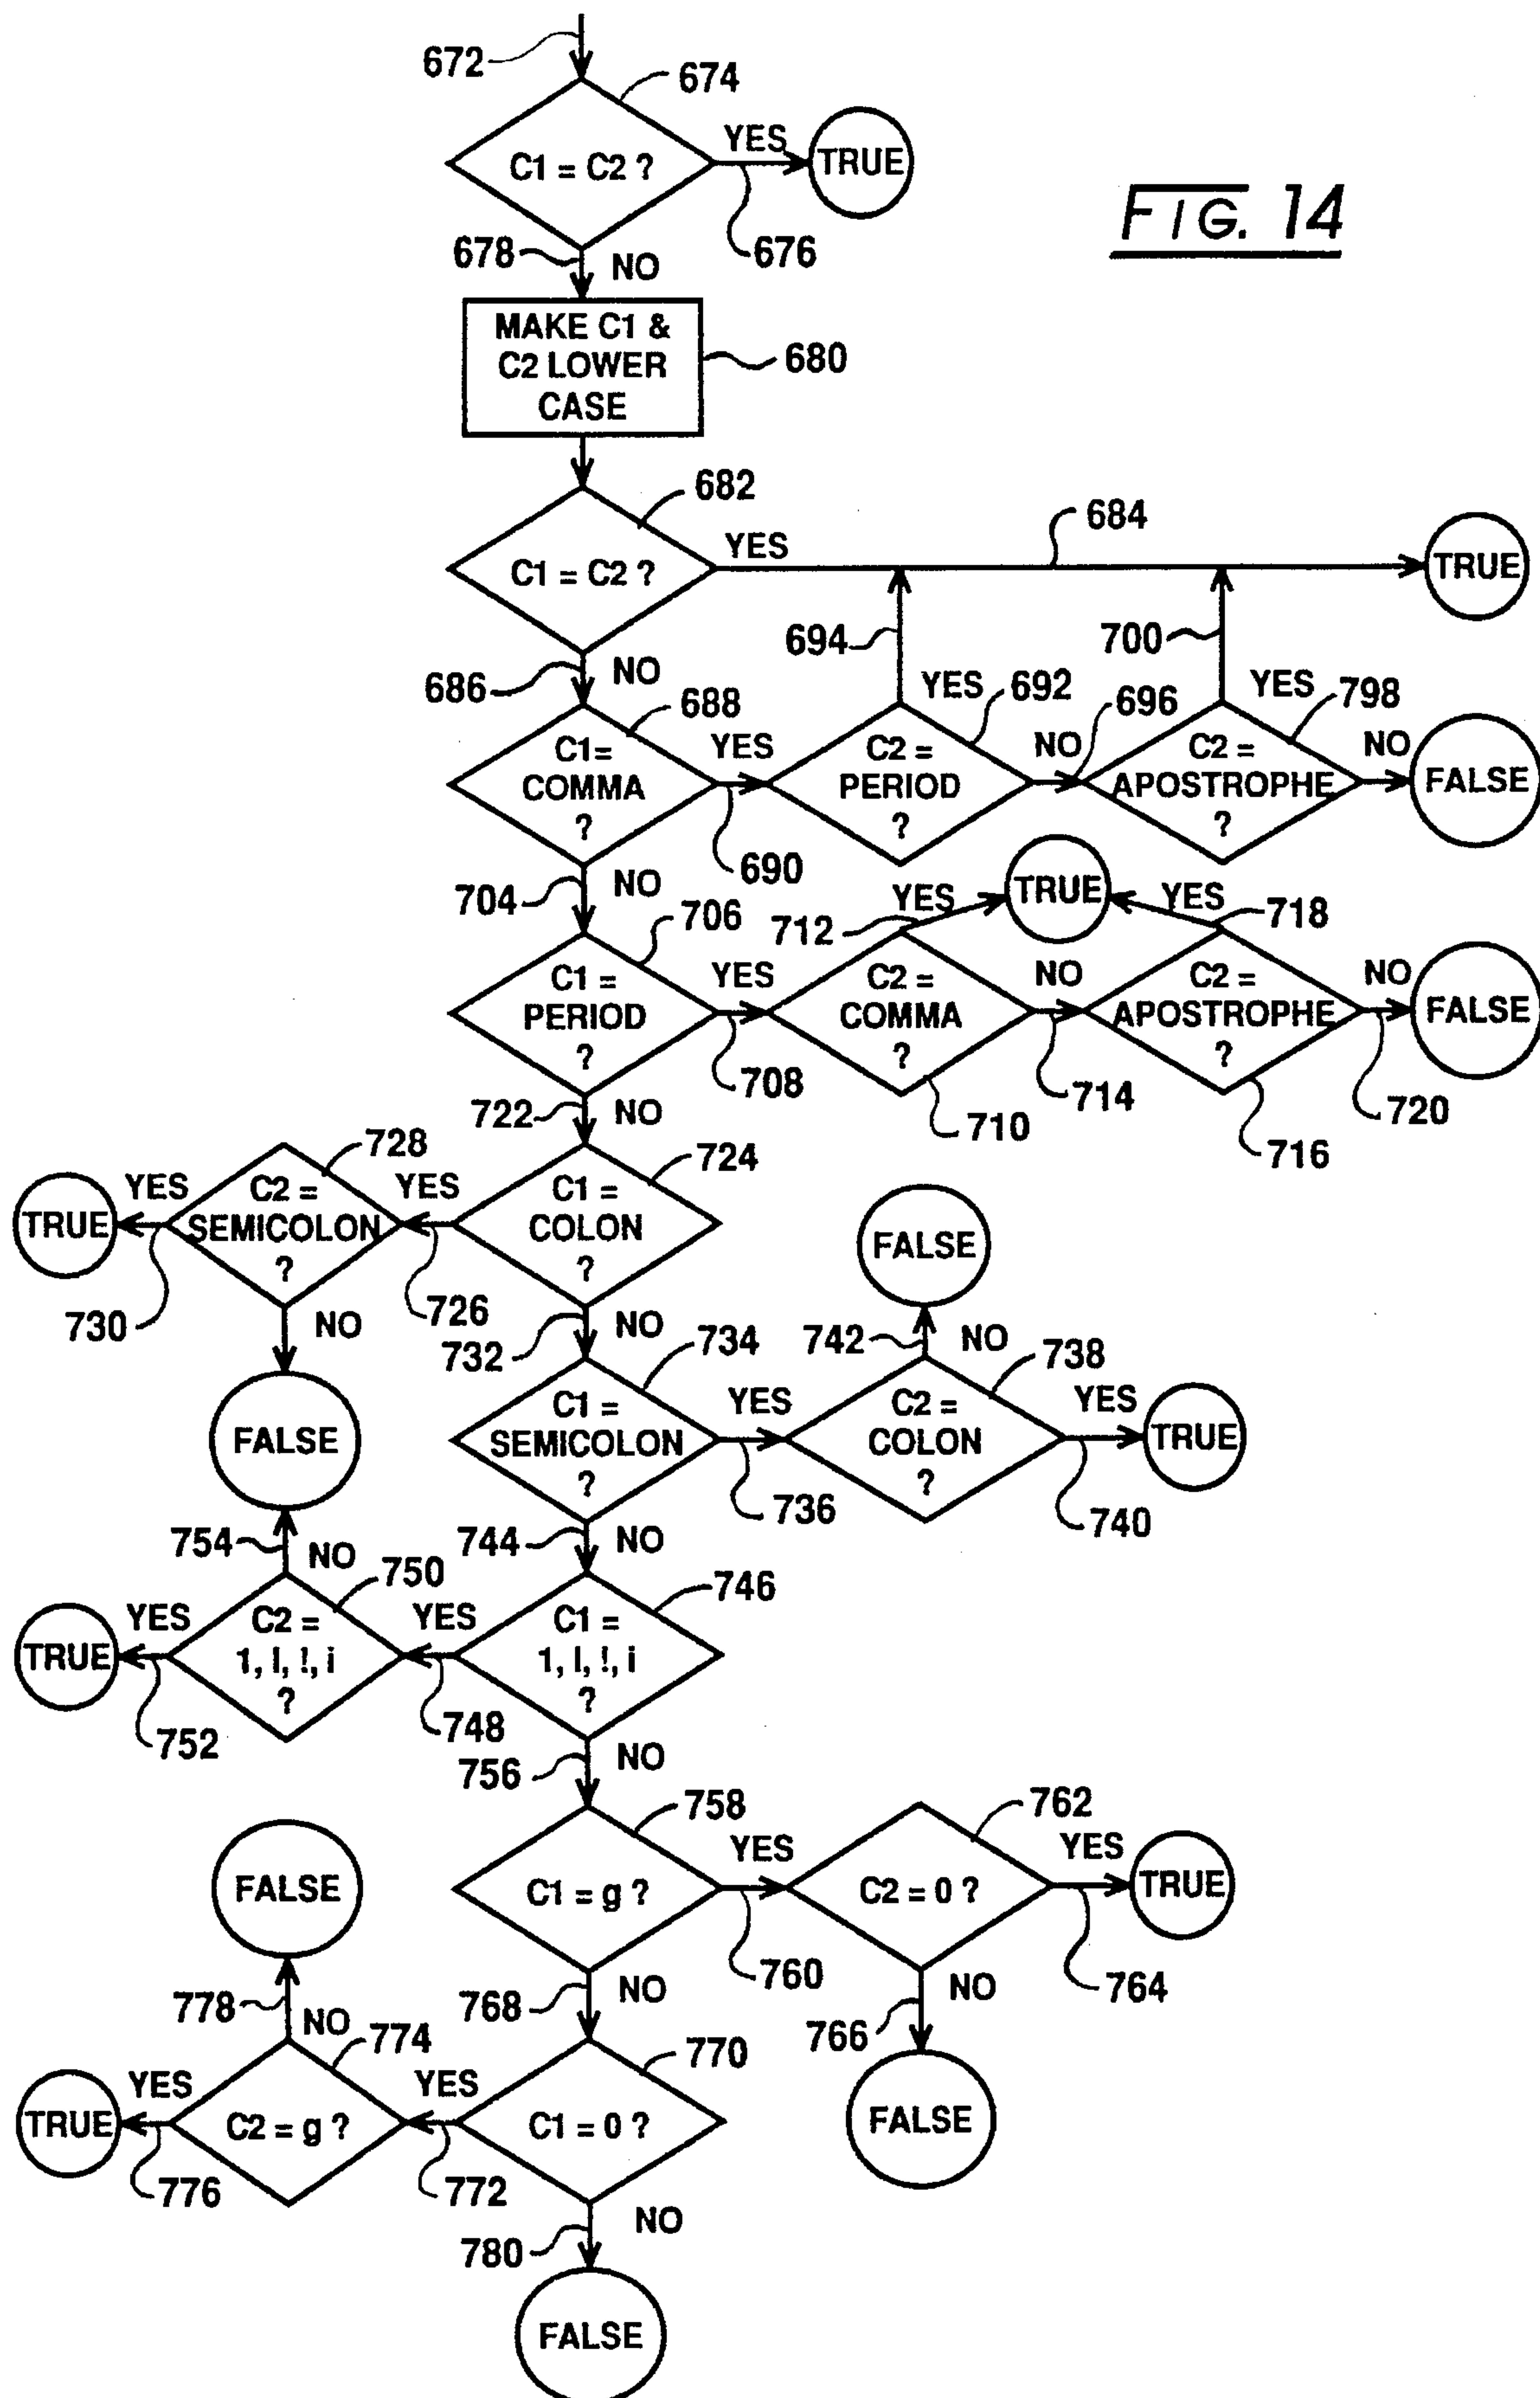 672
674
C1 = C2 ?
YES
TRUE
676
FIG. 14
678
NO
MAKE C1 &
C2 LOWER
CASE
680
682
C1 = C2 ?
YES
684
TRUE
686
NO
694
700
688
C1=
COMMA
?
YES
690
YES
692
C2 =
PERIOD
?
NO
696
YES
798
C2 =
APOSTROPHE
?
NO
FALSE
704
NO
706
C1 =
PERIOD
?
YES
708
712
YES
TRUE
YES
718
C2 =
COMMA
?
710
NO
714
C2 =
APOSTROPHE
?
716
NO
720
FALSE
722
NO
724
C1 =
COLON
?
YES
726
728
C2 =
SEMICOLON
?
YES
TRUE
730
NO
FALSE
732
NO
734
C1 =
SEMICOLON
?
YES
736
738
C2 =
COLON
?
742
NO
FALSE
YES
TRUE
740
744
NO
746
C1 =
1, l, !, i
?
YES
748
750
C2 =
1, l, !, i
?
754
NO
YES
TRUE
752
756
NO
758
C1 = g ?
YES
760
762
C2 = 0 ?
YES
TRUE
764
766
NO
FALSE
768
NO
770
C1 = 0 ?
YES
772
774
C2 = g ?
778
NO
FALSE
YES
TRUE
776
780
NO
FALSE